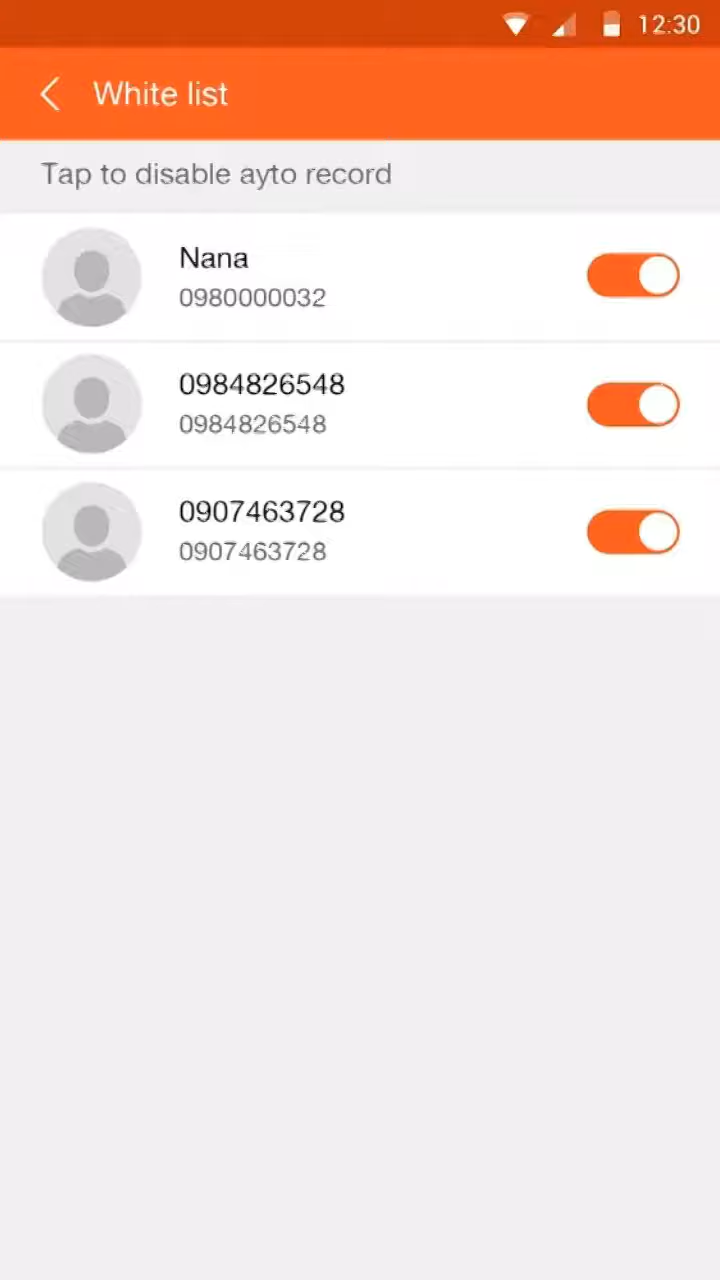 12:30
White list
Tap to disable ayto record
Nana
0980000032
0984826548
0984826548
0907463728
0907463728